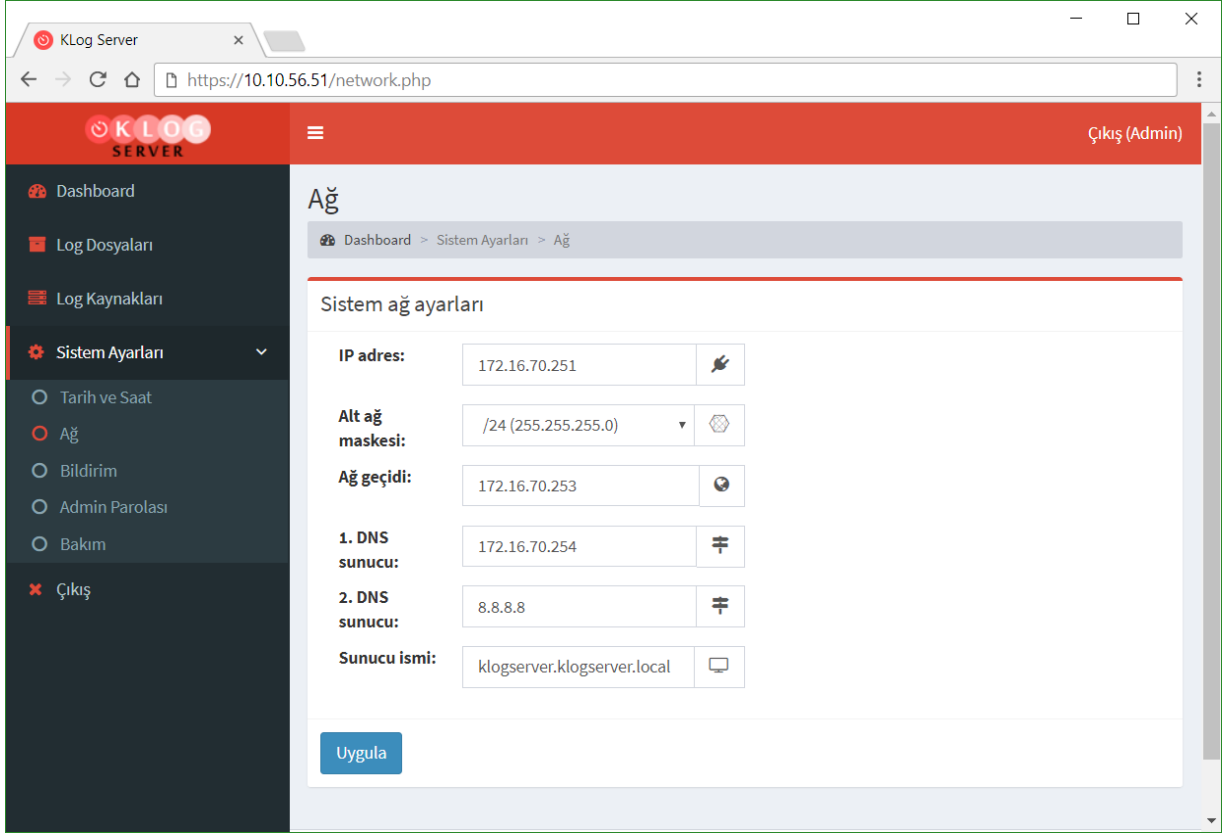 KLog Server
https://10.10.56.51/network.php
KLOG
SERVER
Çıkış (Admin)
Dashboard
Log Dosyaları
Log Kaynakları
Sistem Ayarları
Tarih ve Saat
Ağ
Bildirim
Admin Parolası
Bakım
Çıkış
Ağ
Dashboard > Sistem Ayarları > Ağ
Sistem ağ ayarları
IP adres:
172.16.70.251
Alt ağ
maskesi:
/24 (255.255.255.0)
Ağ geçidi:
172.16.70.253
1. DNS
sunucu:
172.16.70.254
2. DNS
sunucu:
8.8.8.8
Sunucu ismi:
klogserver.klogserver.local
Uygula